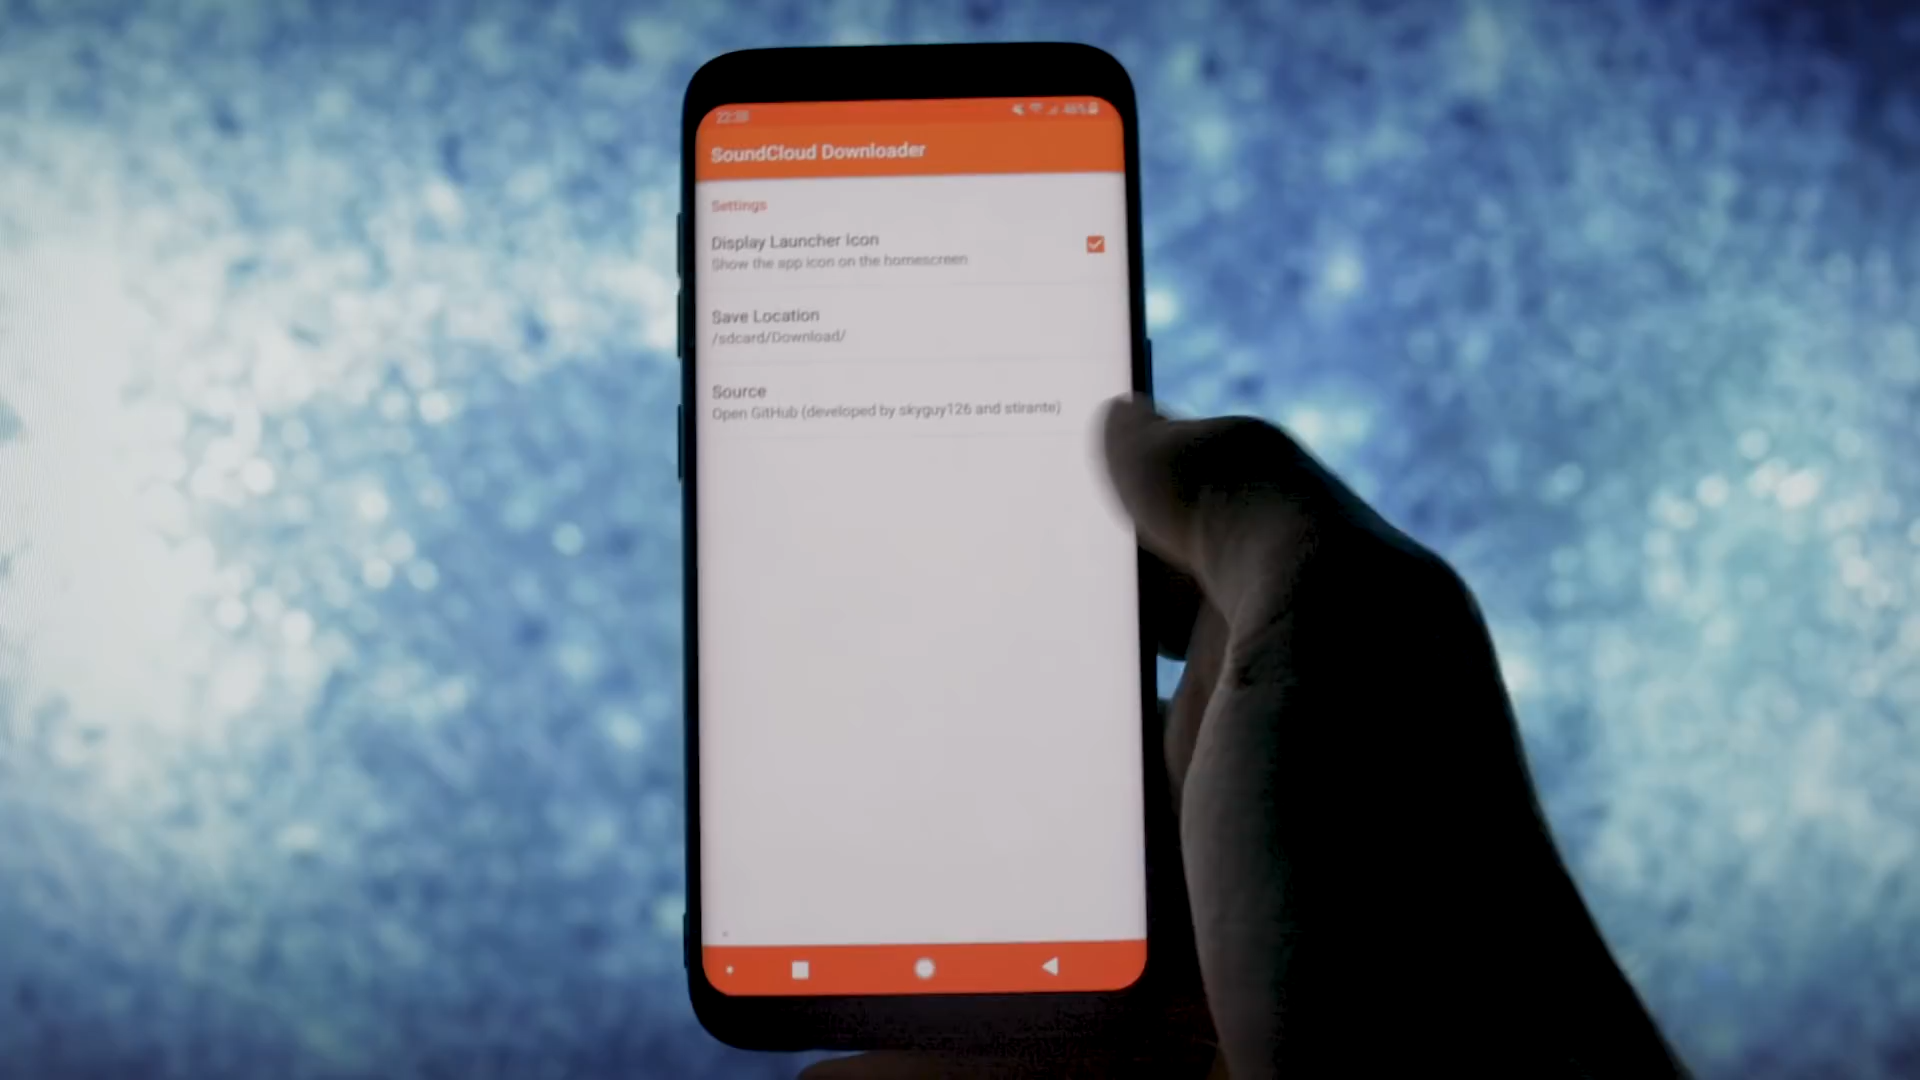 SoundCloud Downloader
Settings
Display Launcher Icon
Show the app icon on the homescreen
Save Location
/sdcard/Download/
Source
Open GitHub (developed by skyguy126 and stirante)